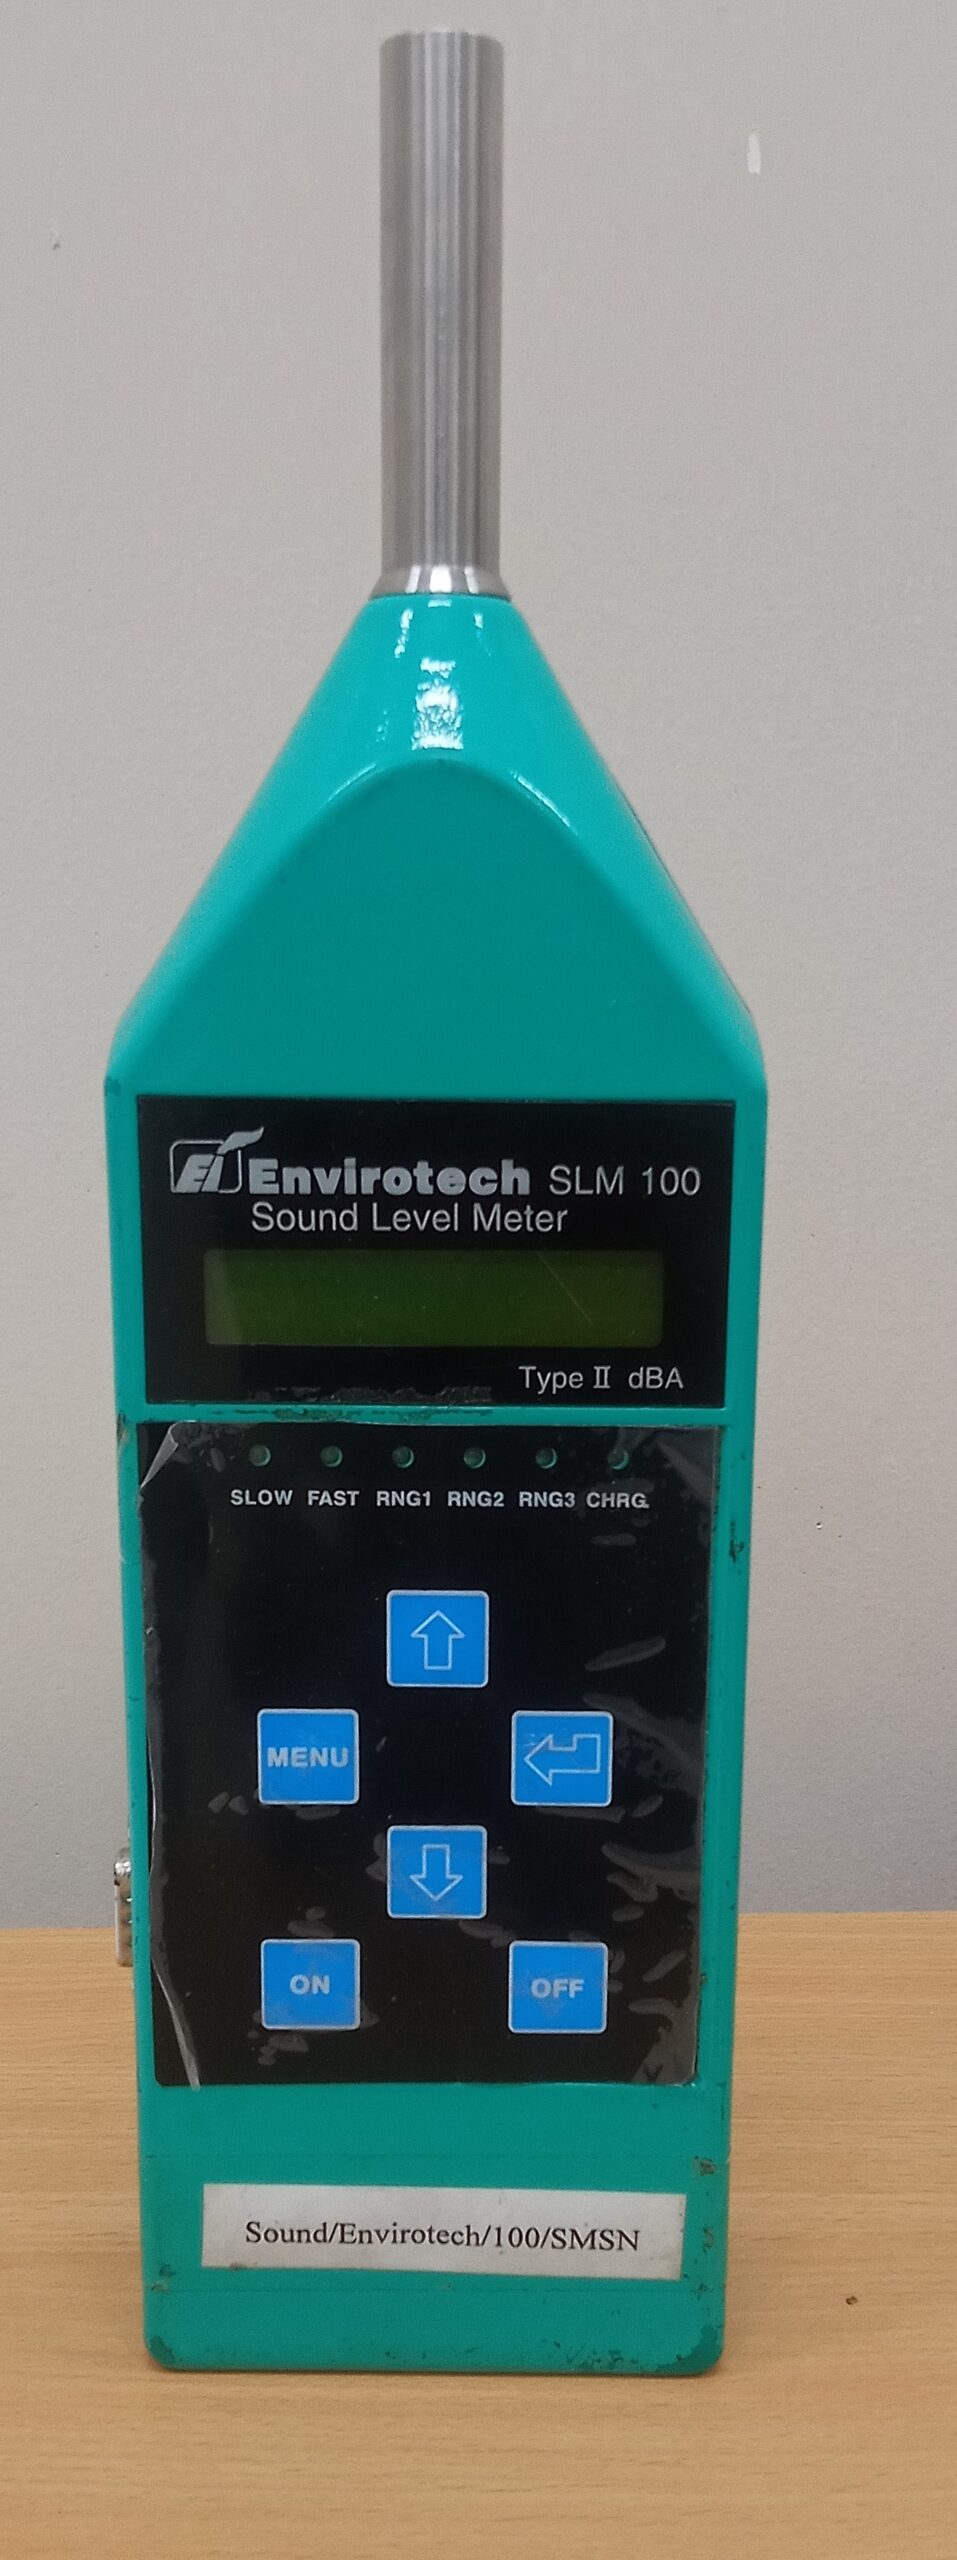 Ei Envirotech SLM 100
Sound Level Meter
Type II dBA
SLOW FAST RNG1 RNG2 RNG3 CHRG
MENU
ON OFF
Sound/Envirotech/100/SMSN